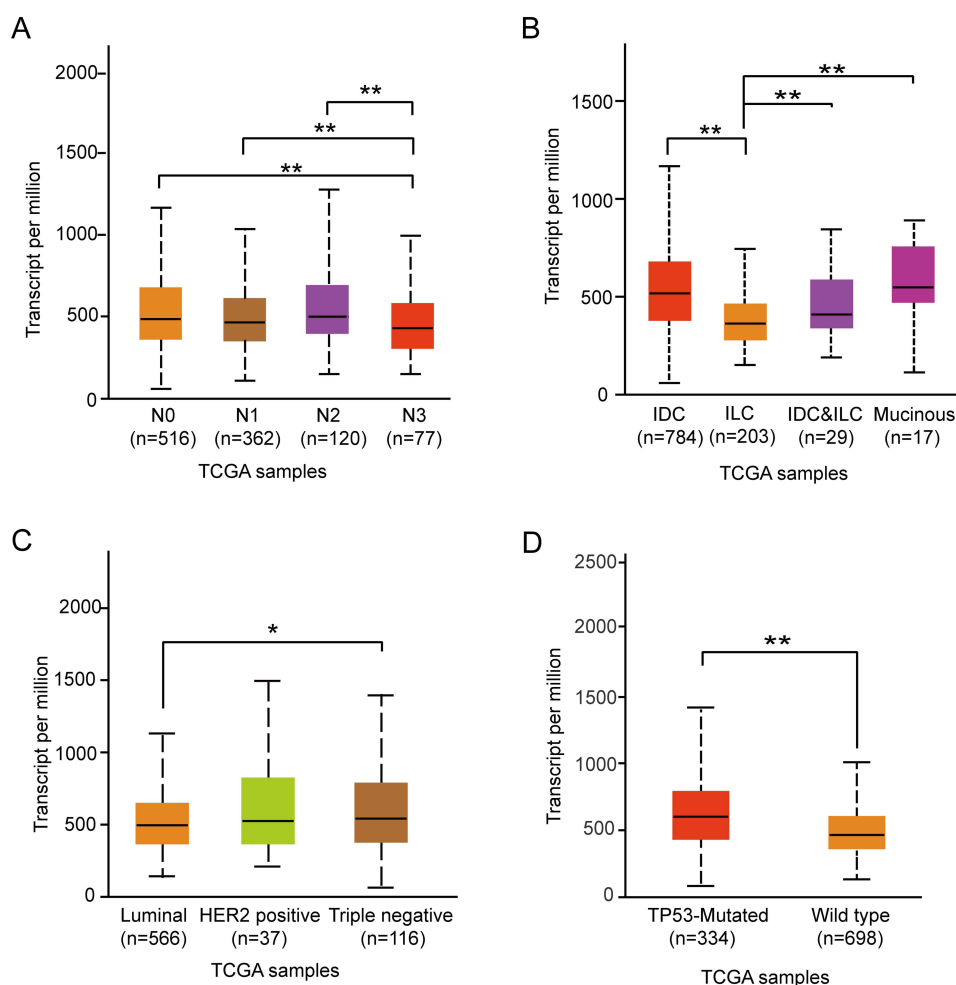 A
Transcript per million
2000
1500
1000
500
0
**
**
**
N0 N1 N2 N3
(n=516) (n=362) (n=120) (n=77)
TCGA samples
B
Transcript per million
1500
1000
500
0
**
**
**
IDC ILC IDC&ILC Mucinous
(n=784) (n=203) (n=29) (n=17)
TCGA samples
C
Transcript per million
2000
1500
1000
500
0
*
Luminal HER2 positive Triple negative
(n=566) (n=37) (n=116)
TCGA samples
D
Transcript per million
2500
2000
1500
1000
500
0
**
TP53-Mutated Wild type
(n=334) (n=698)
TCGA samples